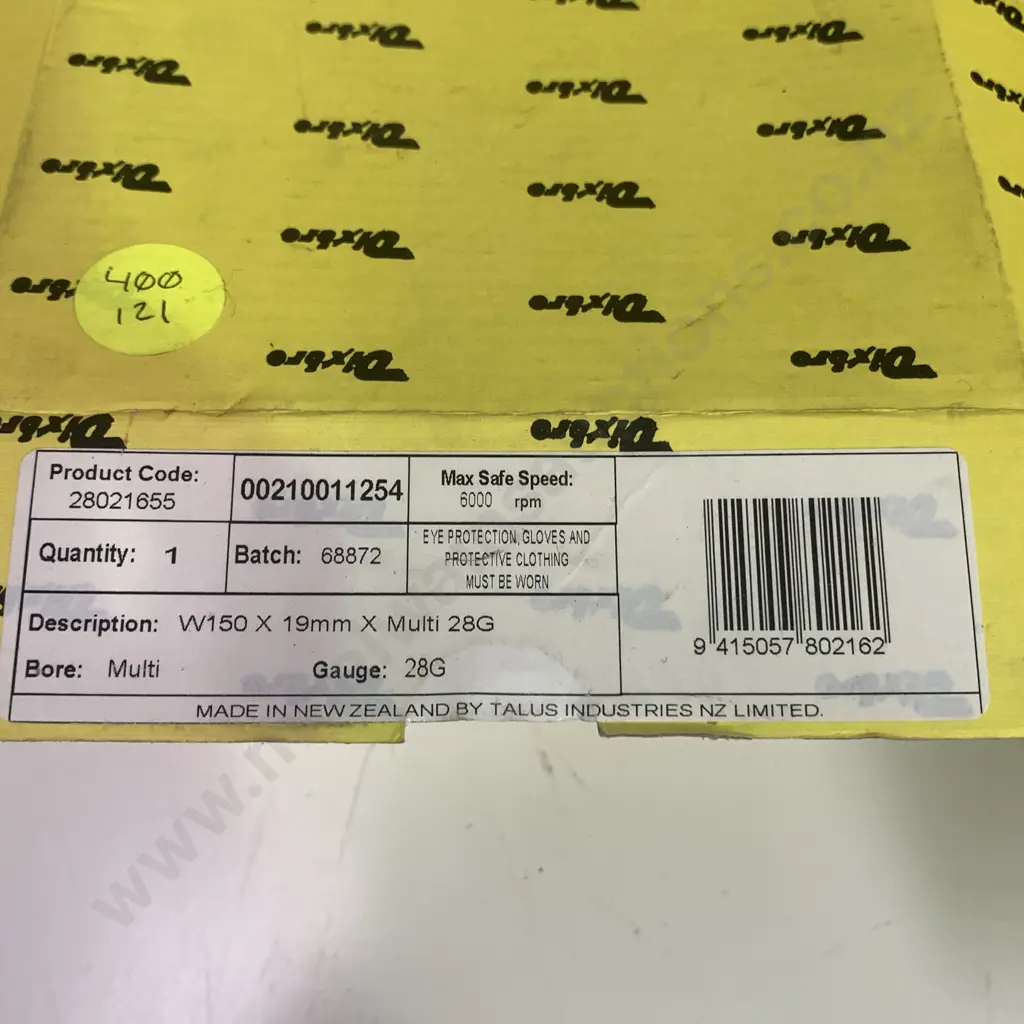 Dixbro
400
121
Product Code:
28021655
00210011254
Max Safe Speed:
6000 rpm
Quantity: 1
Batch: 68872
EYE PROTECTION, GLOVES AND
PROTECTIVE CLOTHING
MUST BE WORN
Description: W150 X 19mm X Multi 28G
Bore: Multi
Gauge: 28G
9 415057 802162
MADE IN NEW ZEALAND BY TALUS INDUSTRIES NZ LIMITED.